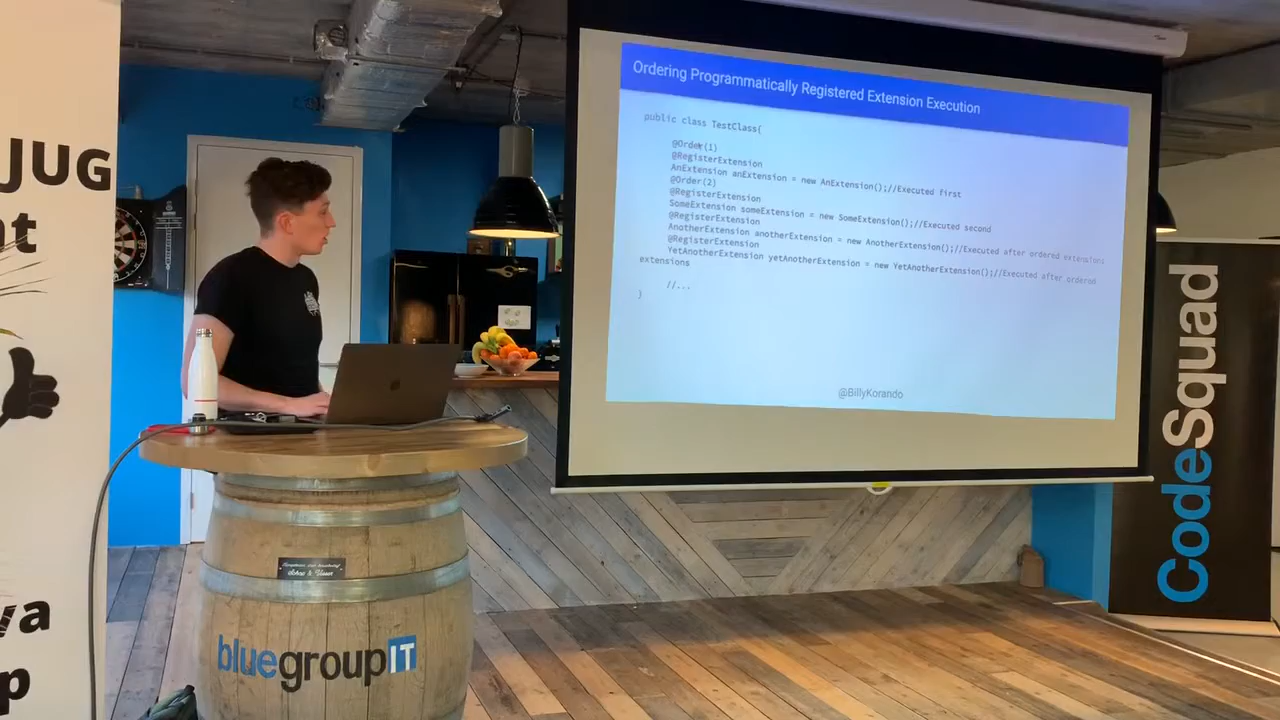 JUG
nt
va
p
Ordering Programmatically Registered Extension Execution
public class TestClass{
@Order(1)
@RegisterExtension
AnExtension anExtension = new AnExtension();//Executed first
@Order(2)
@RegisterExtension
SomeExtension someExtension = new SomeExtension();//Executed second
@RegisterExtension
AnotherExtension anotherExtension = new AnotherExtension();//Executed after ordered extensions
@RegisterExtension
YetAnotherExtension yetAnotherExtension = new YetAnotherExtension();//Executed after ordered
extensions
//...
}
@BillyKorando
CodeSquad
bluegroupIT